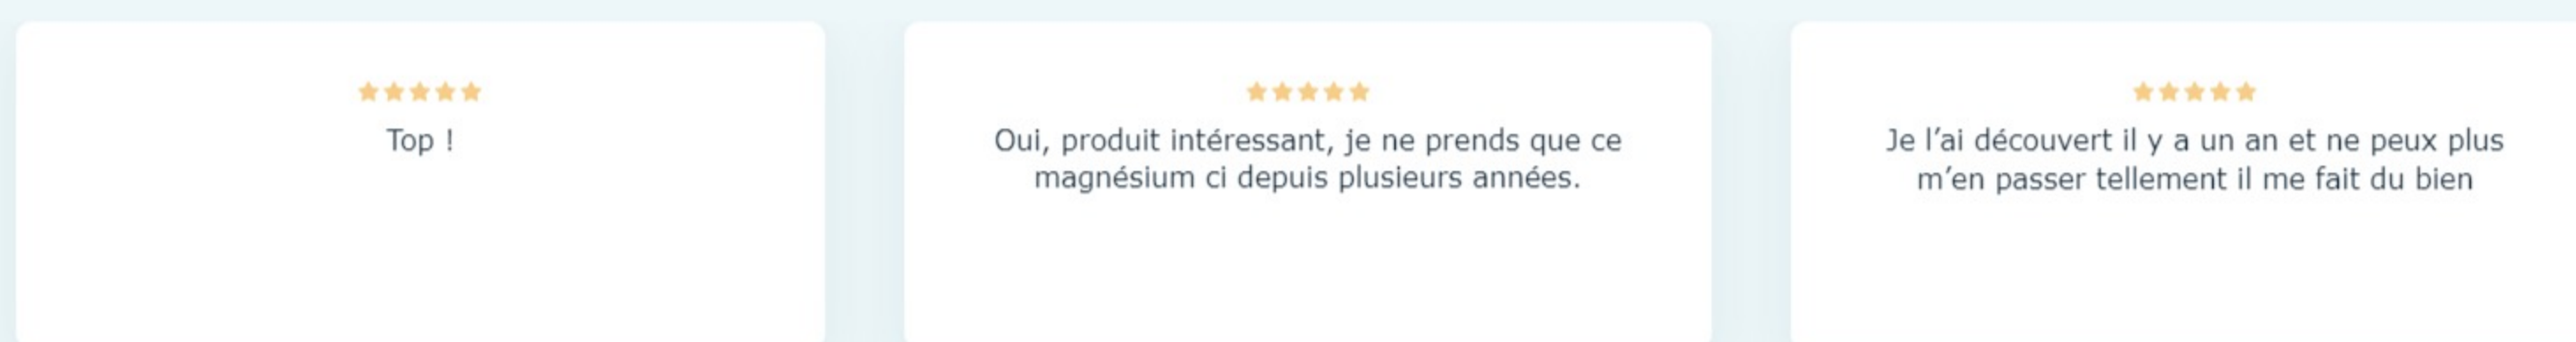 Top !
Oui, produit intéressant, je ne prends que ce
magnésium ci depuis plusieurs années.
Je l’ai découvert il y a un an et ne peux plus
m’en passer tellement il me fait du bien